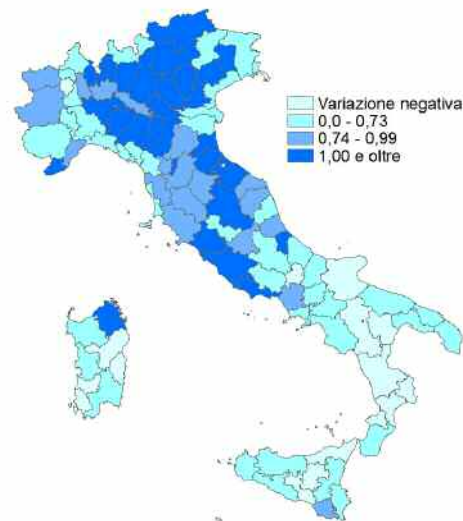 Variazione negativa
0,0 - 0,73
0,74 - 0,99
1,00 e oltre